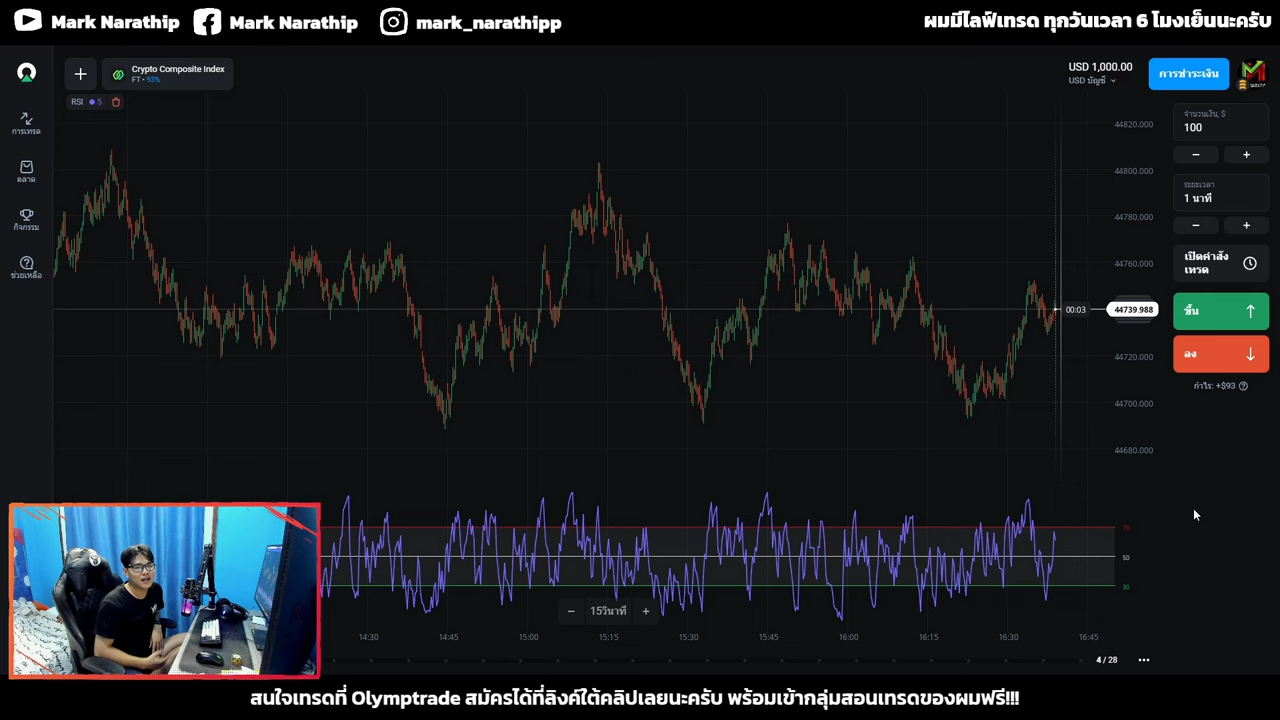 Mark Narathip
Mark Narathip
mark_narathipp
ผมมีไลฟ์เทรด ทุกวันเวลา 6 โมงเย็นนะครับ
Crypto Composite Index
FT • 93%
USD 1,000.00
USD บัญชี
การชำระเงิน
RSI 5
การเทรด
ตลาด
กิจกรรม
ช่วยเหลือ
จำนวนเงิน, $
100
ระยะเวลา
1 นาที
เปิดคำสั่ง
เทรด
ขึ้น
ลง
กำไร: +$93
44820.000
44800.000
44780.000
44760.000
00:03
44739.988
44720.000
44700.000
44680.000
70
50
30
15วินาที
14:30
14:45
15:00
15:15
15:30
15:45
16:00
16:15
16:30
16:45
4 / 28
สนใจเทรดที่ Olymptrade สมัครได้ที่ลิงค์ใต้คลิปเลยนะครับ พร้อมเข้ากลุ่มสอนเทรดของผมฟรี!!!